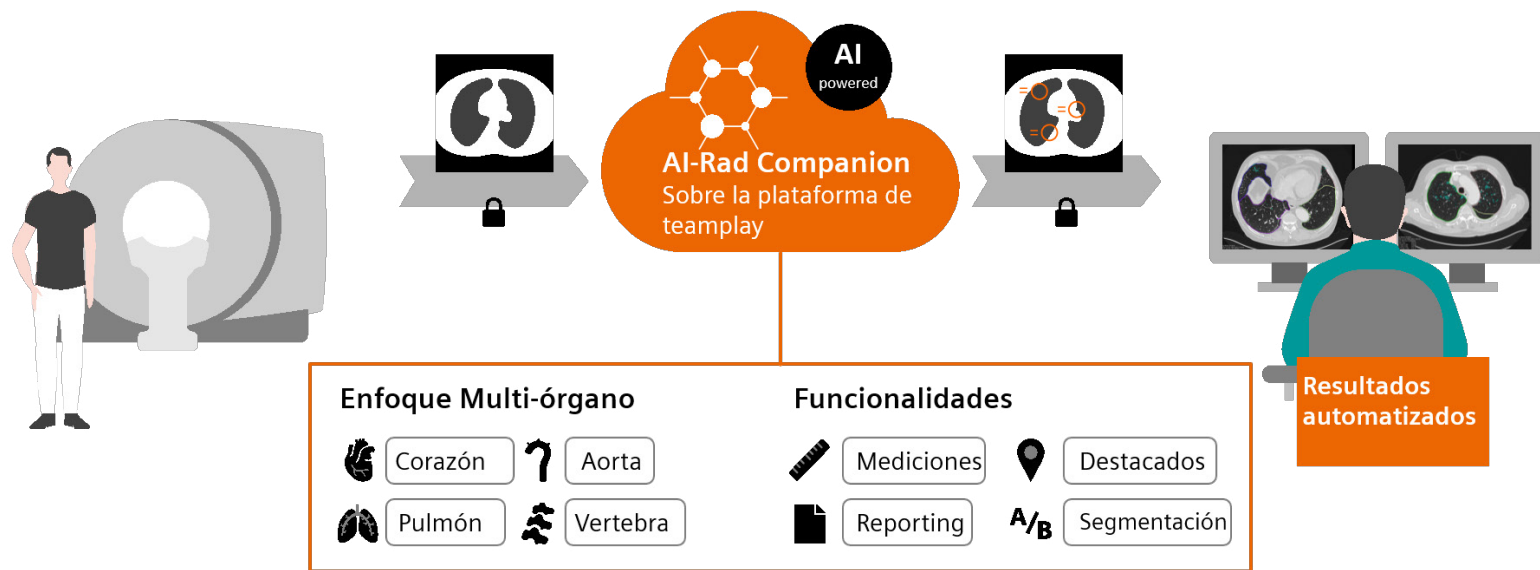 AI
powered
AI-Rad Companion
Sobre la plataforma de
teamplay
=
=
=
Resultados
automatizados
Enfoque Multi-órgano
Corazón
Aorta
Pulmón
Vertebra
Funcionalidades
Mediciones
Destacados
Reporting
A/B
Segmentación